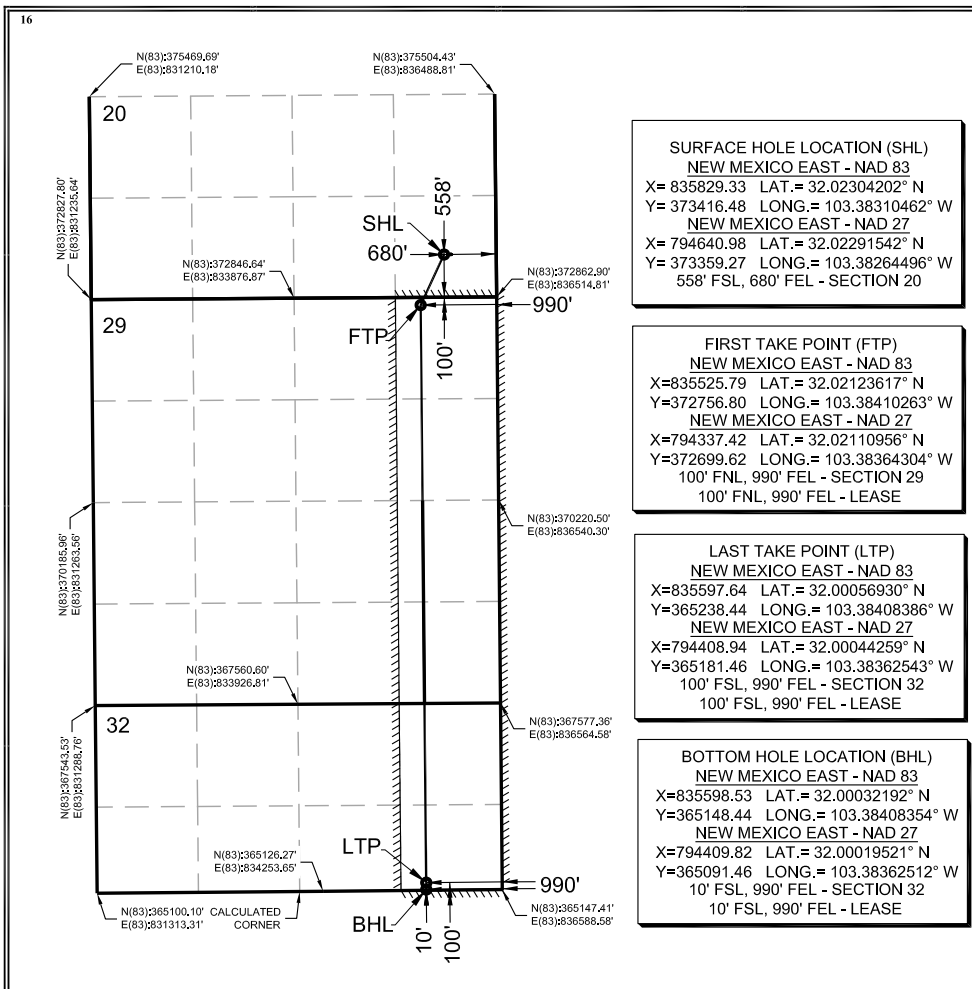 16
N(83):375469.69'
E(83):831210.18'
N(83):375504.43'
E(83):836488.81'
20
N(83):372827.80'
E(83):831235.64'
558'
SHL
680'
N(83):372846.64'
E(83):833876.87'
N(83):372862.90'
E(83):836514.81'
29
990'
FTP
100'
N(83):370185.96'
E(83):831263.56'
N(83):370220.50'
E(83):836540.30'
N(83):367560.60'
E(83):833926.81'
32
N(83):367577.36'
E(83):836564.58'
N(83):367543.53'
E(83):831288.76'
N(83):365126.27'
E(83):834253.65'
LTP
990'
N(83):365100.10'
E(83):831313.31'
CALCULATED
CORNER
BHL
10'
100'
N(83):365147.41'
E(83):836588.58'
SURFACE HOLE LOCATION (SHL)
NEW MEXICO EAST - NAD 83
X= 835829.33 LAT.= 32.02304202° N
Y= 373416.48 LONG.= 103.38310462° W
NEW MEXICO EAST - NAD 27
X= 794640.98 LAT.= 32.02291542° N
Y= 373359.27 LONG.= 103.38264496° W
558' FSL, 680' FEL - SECTION 20
FIRST TAKE POINT (FTP)
NEW MEXICO EAST - NAD 83
X=835525.79 LAT.= 32.02123617° N
Y=372756.80 LONG.= 103.38410263° W
NEW MEXICO EAST - NAD 27
X=794337.42 LAT.= 32.02110956° N
Y=372699.62 LONG.= 103.38364304° W
100' FNL, 990' FEL - SECTION 29
100' FNL, 990' FEL - LEASE
LAST TAKE POINT (LTP)
NEW MEXICO EAST - NAD 83
X=835597.64 LAT.= 32.00056930° N
Y=365238.44 LONG.= 103.38408386° W
NEW MEXICO EAST - NAD 27
X=794408.94 LAT.= 32.00044259° N
Y=365181.46 LONG.= 103.38362543° W
100' FSL, 990' FEL - SECTION 32
100' FSL, 990' FEL - LEASE
BOTTOM HOLE LOCATION (BHL)
NEW MEXICO EAST - NAD 83
X=835598.53 LAT.= 32.00032192° N
Y=365148.44 LONG.= 103.38408354° W
NEW MEXICO EAST - NAD 27
X=794409.82 LAT.= 32.00019521° N
Y=365091.46 LONG.= 103.38362512° W
10' FSL, 990' FEL - SECTION 32
10' FSL, 990' FEL - LEASE